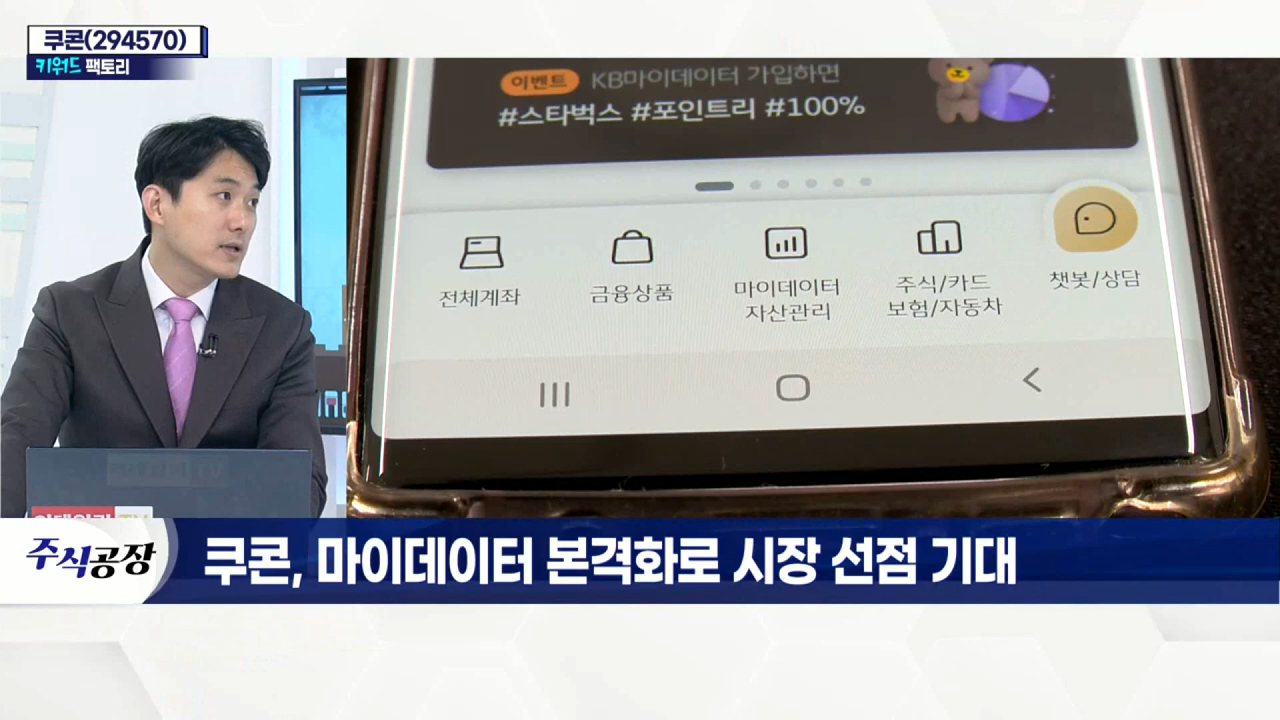 쿠콘(294570)
키워드 팩토리
이벤트 KB마이데이터 가입하면
#스타벅스 #포인트리 #100%
전체계좌
금융상품
마이데이터
자산관리
주식/카드
보험/자동차
챗봇/상담
주식공장
쿠콘, 마이데이터 본격화로 시장 선점 기대